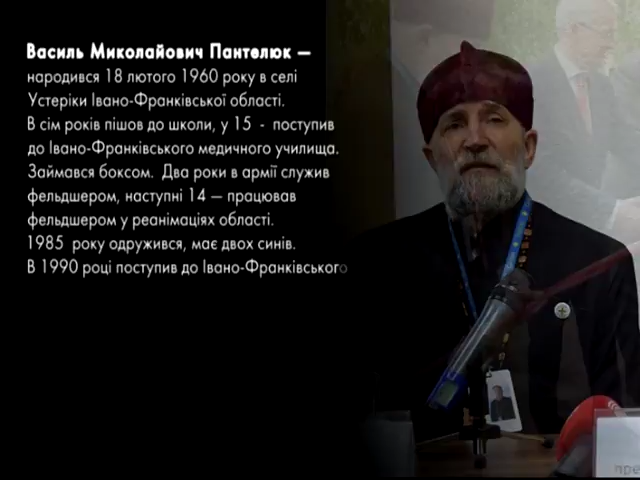 Василь Миколайович Пантелюк —
народився 18 лютого 1960 року в селі
Устеріки Івано-Франківської області.
В сім років пішов до школи, у 15 - поступив
до Івано-Франківського медичного училища.
Займався боксом. Два роки в армії служив
фельдшером, наступні 14 — працював
фельдшером у реанімаціях області.
1985 року одружився, має двох синів.
В 1990 році поступив до Івано-Франківського